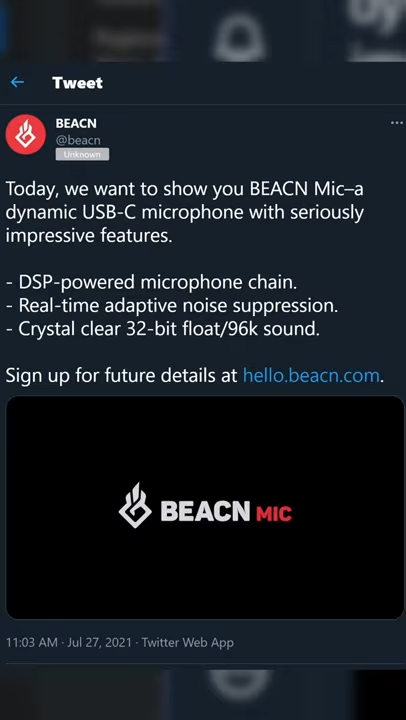 Tweet
BEACN
@beacn
Unknown
Today, we want to show you BEACN Mic–a
dynamic USB-C microphone with seriously
impressive features.
- DSP-powered microphone chain.
- Real-time adaptive noise suppression.
- Crystal clear 32-bit float/96k sound.
Sign up for future details at hello.beacn.com.
BEACN MIC
11:03 AM · Jul 27, 2021 · Twitter Web App